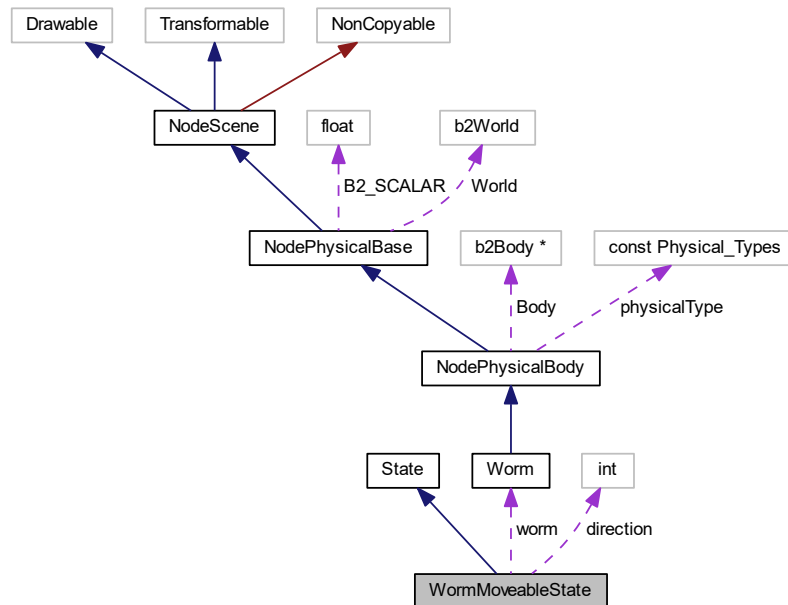 Drawable
Transformable
NonCopyable
NodeScene
float
b2World
B2_SCALAR
World
NodePhysicalBase
b2Body *
const Physical_Types
Body
physicalType
NodePhysicalBody
State
Worm
int
worm
direction
WormMoveableState